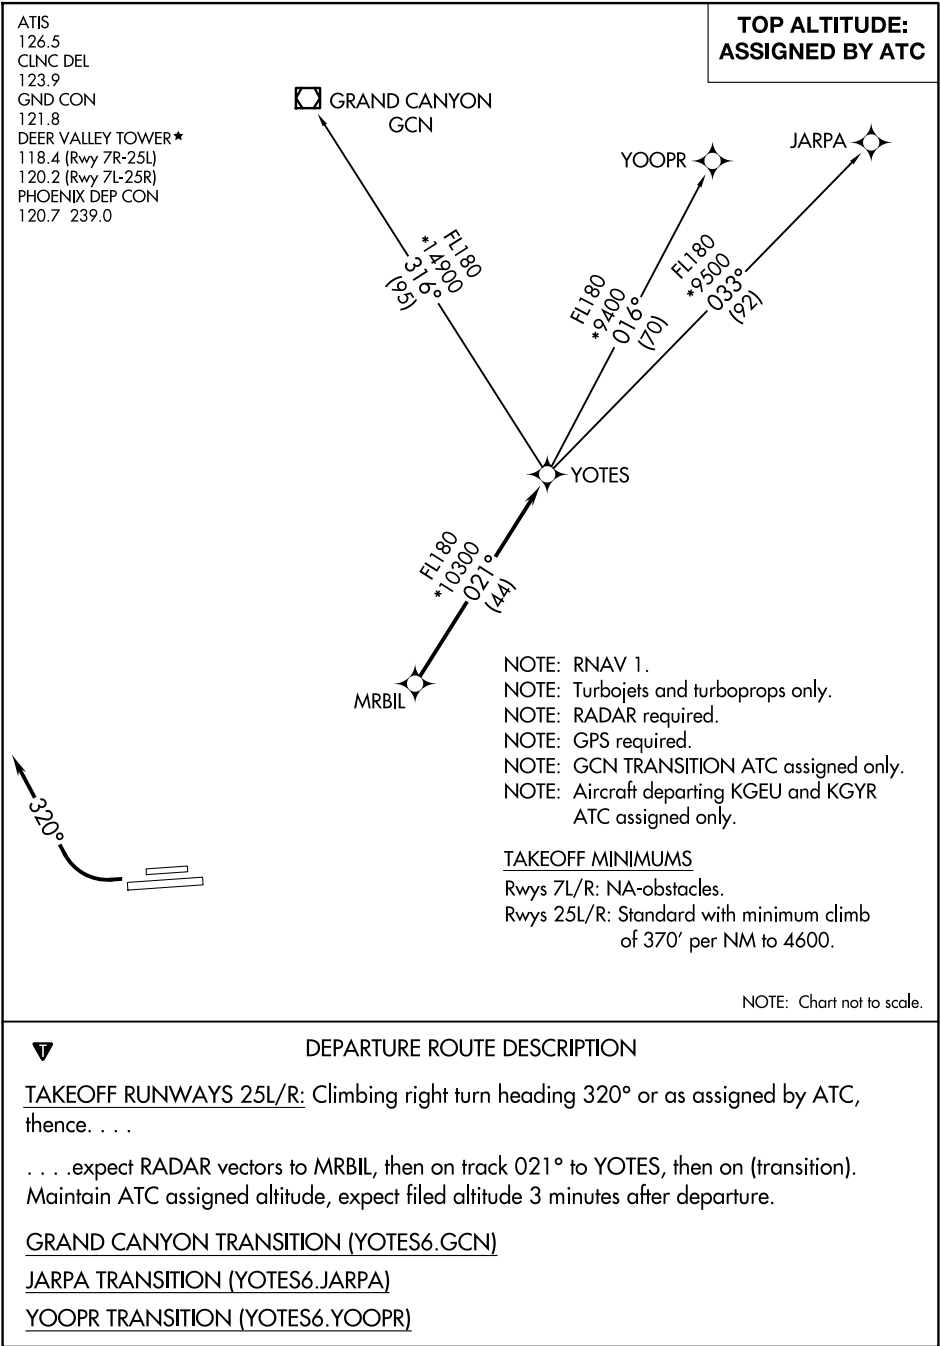 ATIS
126.5
CLNC DEL
123.9
GND CON
121.8
DEER VALLEY TOWER★
118.4 (Rwy 7R-25L)
120.2 (Rwy 7L-25R)
PHOENIX DEP CON
120.7 239.0
TOP ALTITUDE:
ASSIGNED BY ATC
GRAND CANYON
GCN
YOOPR
JARPA
FL180
*14900
316°
(95)
FL180
*9400
016°
(70)
FL180
*9500
033°
(92)
YOTES
FL180
*10300
021°
(44)
MRBIL
320°
NOTE: RNAV 1.
NOTE: Turbojets and turboprops only.
NOTE: RADAR required.
NOTE: GPS required.
NOTE: GCN TRANSITION ATC assigned only.
NOTE: Aircraft departing KGEU and KGYR
ATC assigned only.
TAKEOFF MINIMUMS
Rwys 7L/R: NA-obstacles.
Rwys 25L/R: Standard with minimum climb
of 370' per NM to 4600.
NOTE: Chart not to scale.
T
DEPARTURE ROUTE DESCRIPTION
TAKEOFF RUNWAYS 25L/R: Climbing right turn heading 320° or as assigned by ATC,
thence. . . .
. . . .expect RADAR vectors to MRBIL, then on track 021° to YOTES, then on (transition).
Maintain ATC assigned altitude, expect filed altitude 3 minutes after departure.
GRAND CANYON TRANSITION (YOTES6.GCN)
JARPA TRANSITION (YOTES6.JARPA)
YOOPR TRANSITION (YOTES6.YOOPR)